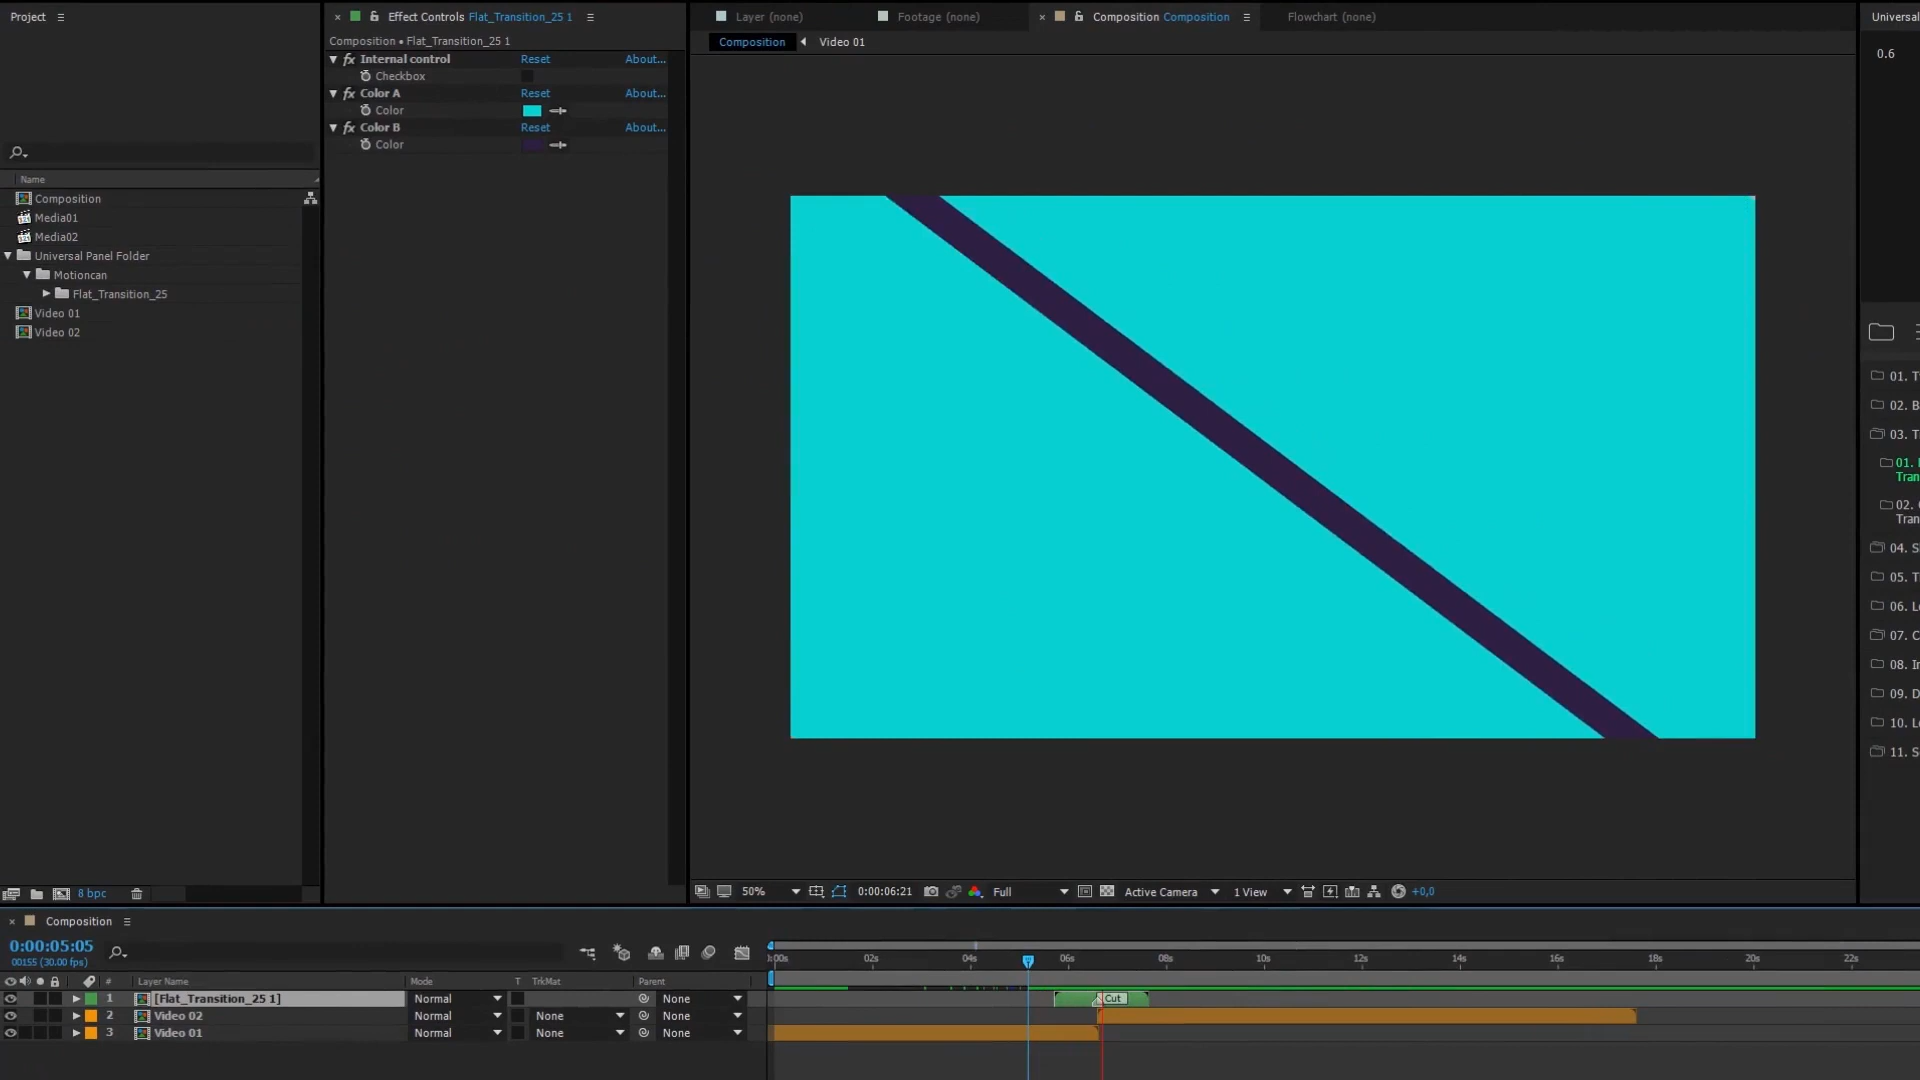 Project
Name
Composition
Media01
Media02
Universal Panel Folder
Motioncan
Flat_Transition_25
Video 01
Video 02
8 bpc
Effect Controls Flat_Transition_25 1
Composition • Flat_Transition_25 1
fx Internal control Reset About...
Checkbox
fx Color A Reset About...
Color
fx Color B Reset About...
Color
Layer (none)
Footage (none)
Composition Composition
Flowchart (none)
Composition
Video 01
50%
0:00:06:21
Full
Active Camera
1 View
+0,0
Universal
0.6
01. T
02. B
03. T
01.
Tran
02.
Tran
04. S
05. T
06. L
07. C
08. I
09. D
10. L
11. S
Composition
0:00:05:05
00155 (30.00 fps)
# Layer Name Mode T TrkMat Parent
1 [Flat_Transition_25 1] Normal None
2 Video 02 Normal None None
3 Video 01 Normal None None
:00s 02s 04s 06s 08s 10s 12s 14s 16s 18s 20s 22s
Cut